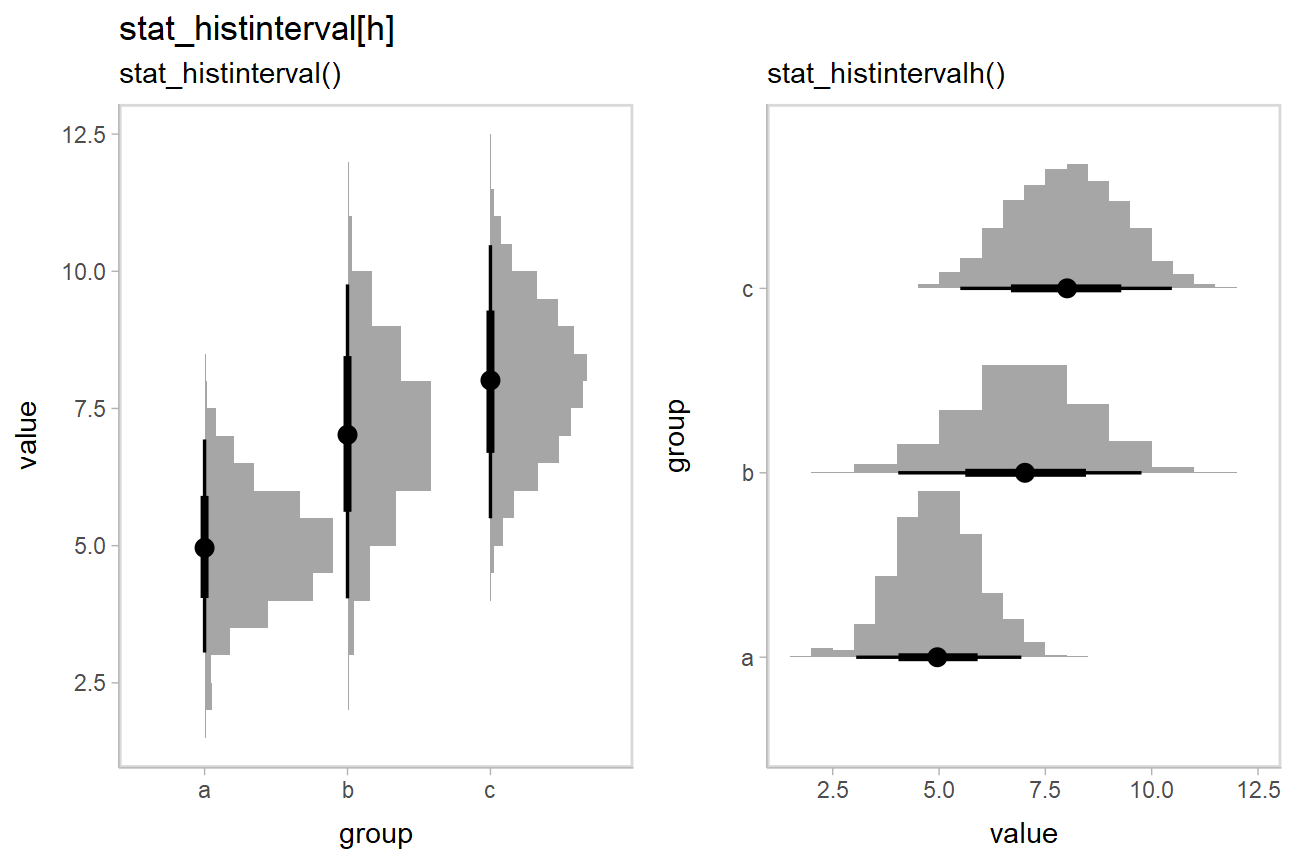 stat_histinterval[h]
stat_histinterval()
12.5
10.0
7.5
5.0
2.5
value
a b c
group
stat_histintervalh()
c
b
a
group
2.5 5.0 7.5 10.0 12.5
value